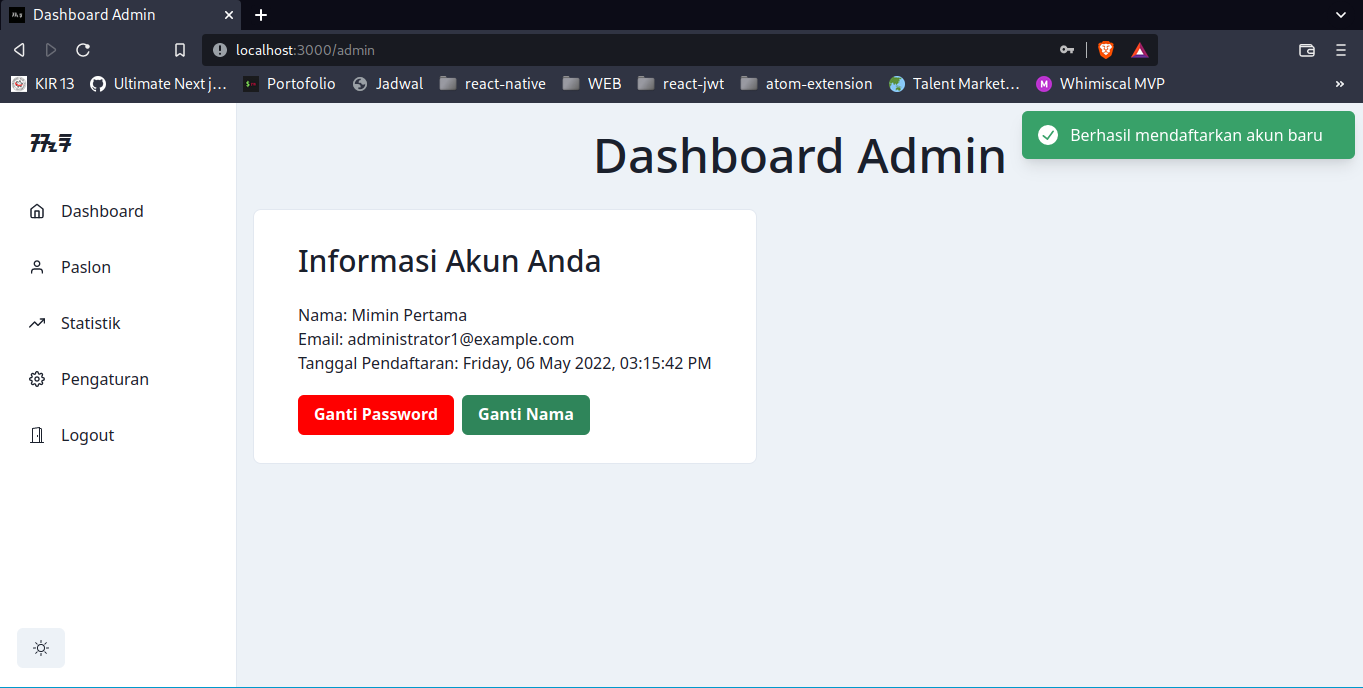 Dashboard Admin
localhost:3000/admin
KIR 13
Ultimate Next j...
Portofolio
Jadwal
react-native
WEB
react-jwt
atom-extension
Talent Market...
Whimiscal MVP
»
Dashboard
Paslon
Statistik
Pengaturan
Logout
Dashboard Admin
Berhasil mendaftarkan akun baru
Informasi Akun Anda
Nama: Mimin Pertama
Email: administrator1@example.com
Tanggal Pendaftaran: Friday, 06 May 2022, 03:15:42 PM
Ganti Password
Ganti Nama